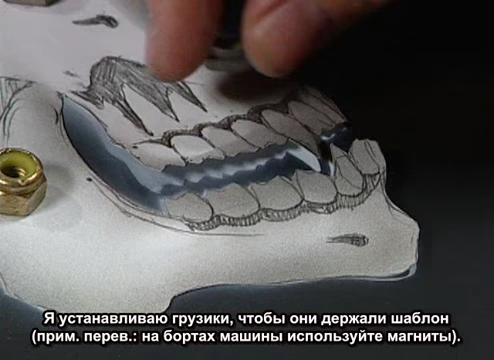 Я устанавливаю грузики, чтобы они держали шаблон
(прим. перев.: на бортах машины используйте магниты).